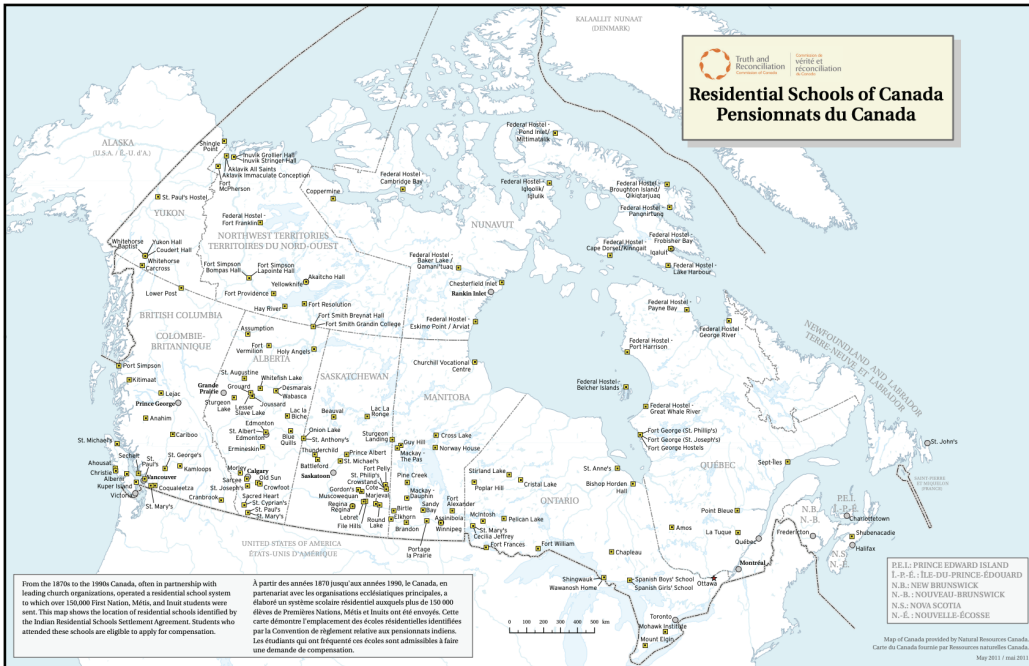 KALAALLIT NUNAAT
(DENMARK)
Truth and
Reconciliation
Commission of Canada
Commission de
vérité et
réconciliation
du Canada
Residential Schools of Canada
Pensionnats du Canada
ALASKA
(U.S.A / É.-U. d'A.)
Shingle
Point
Inuvik Grollier Hall
Inuvik Stringer Hall
Aklavik All Saints
Aklavik Immaculate Conception
Fort
McPherson
St. Paul's Hostel
YUKON
Federal Hostel -
Fort Franklin
NORTHWEST TERRITORIES
TERRITOIRES DU NORD-OUEST
Coppermine
Federal Hostel -
Cambridge Bay
Federal Hostel -
Pond Inlet/
Mittimatalik
Federal Hostel -
Igloolik/
Iglulik
Federal Hostel -
Broughton Island/
Qikiqtarjuaq
Federal Hostel -
Pangnirtung
NUNAVUT
Federal Hostel -
Cape Dorset/Kinngait
Federal Hostel -
Frobisher Bay
Iqaluit
Federal Hostel -
Lake Harbour
Federal Hostel -
Baker Lake /
Qamani'tuaq
Chesterfield Inlet
Rankin Inlet
Federal Hostel -
Eskimo Point / Arviat
Whitehorse
Baptist
Yukon Hall
Coudert Hall
Whitehorse
Carcross
Lower Post
Fort Simpson
Bompas Hall
Fort Simpson
Lapointe Hall
Akaitcho Hall
Yellowknife
Fort Providence
Fort Resolution
Hay River
Fort Smith Breynat Hall
Fort Smith Grandin College
Federal Hostel -
Payne Bay
Federal Hostel -
George River
Federal Hostel -
Port Harrison
Federal Hostel -
Belcher Islands
Federal Hostel -
Great Whale River
NEWFOUNDLAND AND LABRADOR
TERRE-NEUVE ET LABRADOR
BRITISH COLUMBIA
COLOMBIE-
BRITANNIQUE
Assumption
Fort
Vermilion
Holy Angels
ALBERTA
SASKATCHEWAN
MANITOBA
Churchill Vocational
Centre
Port Simpson
Kitimaat
Lejac
Prince George
Anahim
Cariboo
St. Michael's
Sechelt
Ahousat
Christie
Alberni
Kuper Island
Victoria
St.
Paul's
St. George's
Kamloops
Vancouver
Coqualeetza
St. Mary's
Cranbrook
Grande
Prairie
St. Augustine
Grouard
Whitefish Lake
Desmarais
Wabasca
Sturgeon
Lake
Lesser
Slave Lake
Joussard
Lac la
Biche
Edmonton
St. Albert
Edmonton
Blue
Quills
Ermineskin
Morley
Calgary
Sarcee
Old Sun
St. Joseph's
Crowfoot
Sacred Heart
St. Cyprian's
St. Paul's
St. Mary's
Beauval
Lac La
Ronge
Onion Lake
St. Anthony's
Sturgeon
Landing
Thunderchild
Prince Albert
Battleford
St. Michael's
Saskatoon
Fort Pelly
St. Philip's
Crowstand
Cote
Gordon's
Muscowequan
Marieval
Regina
Regina
Lebret
File Hills
Round
Lake
Guy Hill
Mackay -
The Pas
Cross Lake
Norway House
Pine Creek
Mackay
Dauphin
Birtle
Elkhorn
Brandon
Sandy
Bay
Portage
la Prairie
Assiniboia
Winnipeg
Fort
Alexander
Stirland Lake
Poplar Hill
Cristal Lake
McIntosh
Pelican Lake
St. Mary's
Cecilia Jeffrey
Fort Frances
Fort William
ONTARIO
St. Anne's
Bishop Horden
Hall
Fort George (St. Phillip's)
Fort George (St. Joseph's)
Fort George Hostels
Chapleau
Shingwauk
Wawanosh Home
Spanish Boys' School
Spanish Girls' School
Toronto
Mohawk Institute
Mount Elgin
Ottawa
Montréal
Amos
Pointe Bleue
La Tuque
Québec
QUÉBEC
Sept-Îles
St. John's
SAINT-PIERRE
ET MIQUELON
(FRANCE)
P.E.I.
Î.-P.-É.
N.B.
N.-B.
Charlottetown
Fredericton
Shubenacadie
Halifax
N.S.
N.-É.
UNITED STATES OF AMERICA
ÉTATS-UNIS D'AMÉRIQUE
From the 1870s to the 1990s Canada, often in partnership with
leading church organizations, operated a residential school system
to which over 150,000 First Nation, Métis, and Inuit students were
sent. This map shows the location of residential schools identified by
the Indian Residential Schools Settlement Agreement. Students who
attended these schools are eligible to apply for compensation.
À partir des années 1870 jusqu'aux années 1990, le Canada, en
partenariat avec les organisations ecclésiastiques principales, a
élaboré un système scolaire résidentiel auxquels plus de 150 000
élèves de Premières Nations, Métis et Inuits ont été envoyés. Cette
carte démontre l'emplacement des écoles résidentielles identifiées
par la Convention de règlement relative aux pensionnats indiens.
Les étudiants qui ont fréquenté ces écoles sont admissibles à faire
une demande de compensation.
0 100 200 300 400 500 km
P.E.I.: PRINCE EDWARD ISLAND
Î.-P.-É.: ÎLE-DU-PRINCE-ÉDOUARD
N.B.: NEW BRUNSWICK
N.-B.: NOUVEAU-BRUNSWICK
N.S.: NOVA SCOTIA
N.-É.: NOUVELLE-ÉCOSSE
Map of Canada provided by Natural Resources Canada.
Carte du Canada fournie par Ressources naturelles Canada.
May 2011 / mai 2011